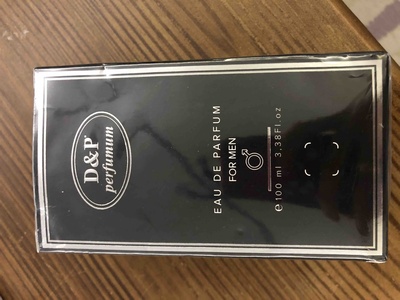 D&P
perfumum
EAU DE PARFUM
FOR MEN
e 100 ml 3.38Fl.oz